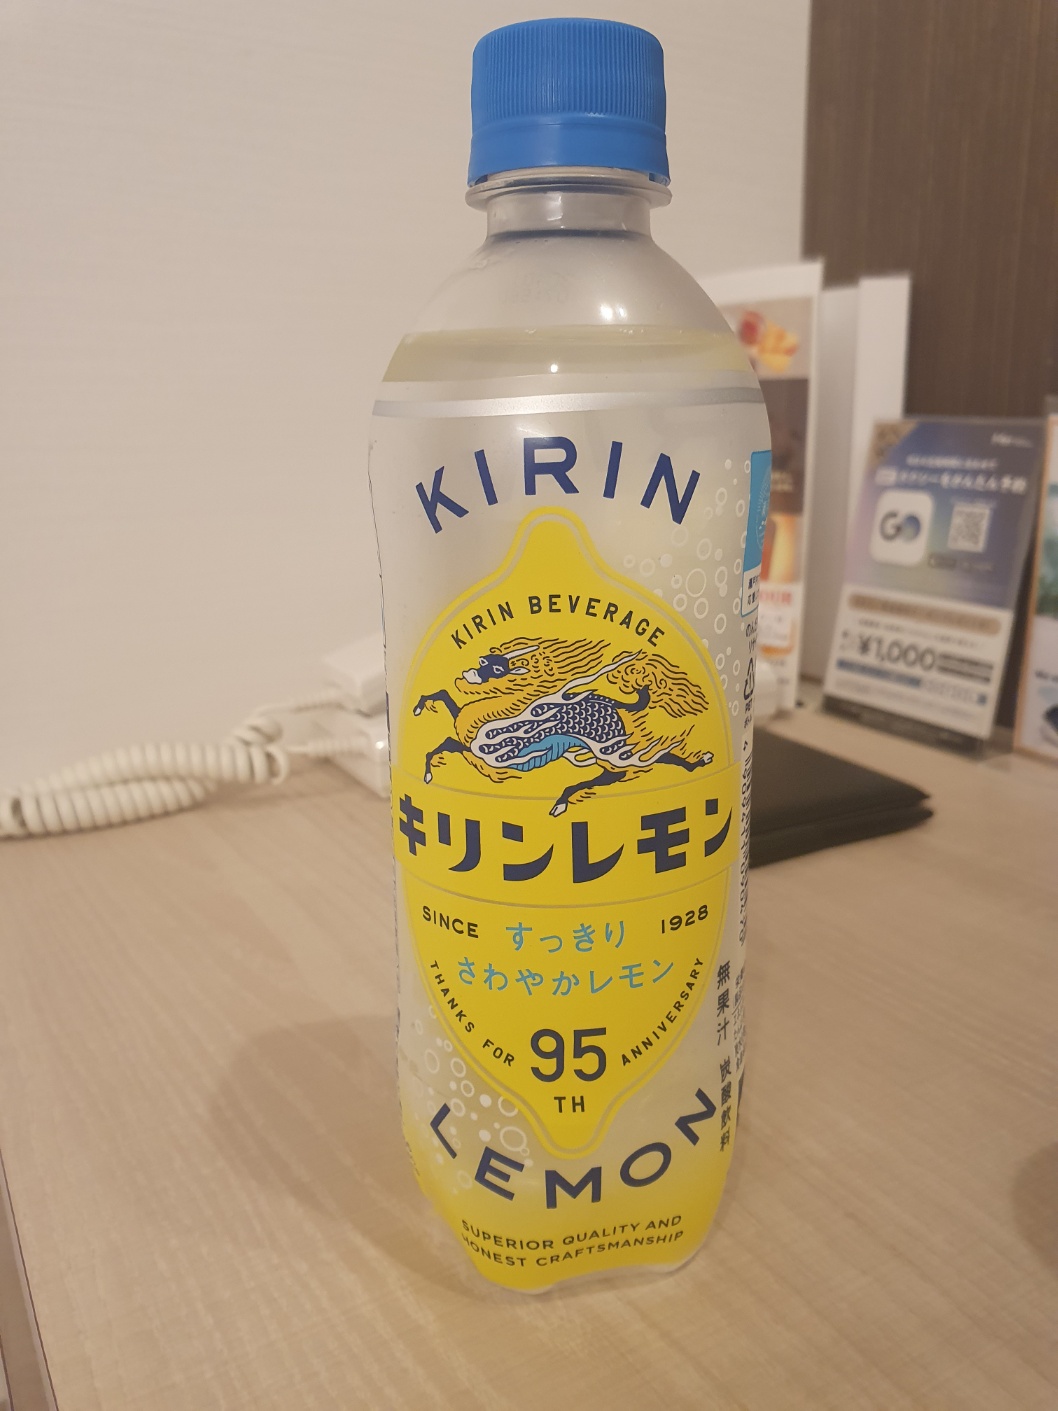 KIRIN
KIRIN BEVERAGE
キリンレモン
SINCE 1928
すっきり
さわやかレモン
THANKS FOR 95TH ANNIVERSARY
LEMON
SUPERIOR QUALITY AND
HONEST CRAFTSMANSHIP
無果汁 炭酸飲料
GO
¥1,000